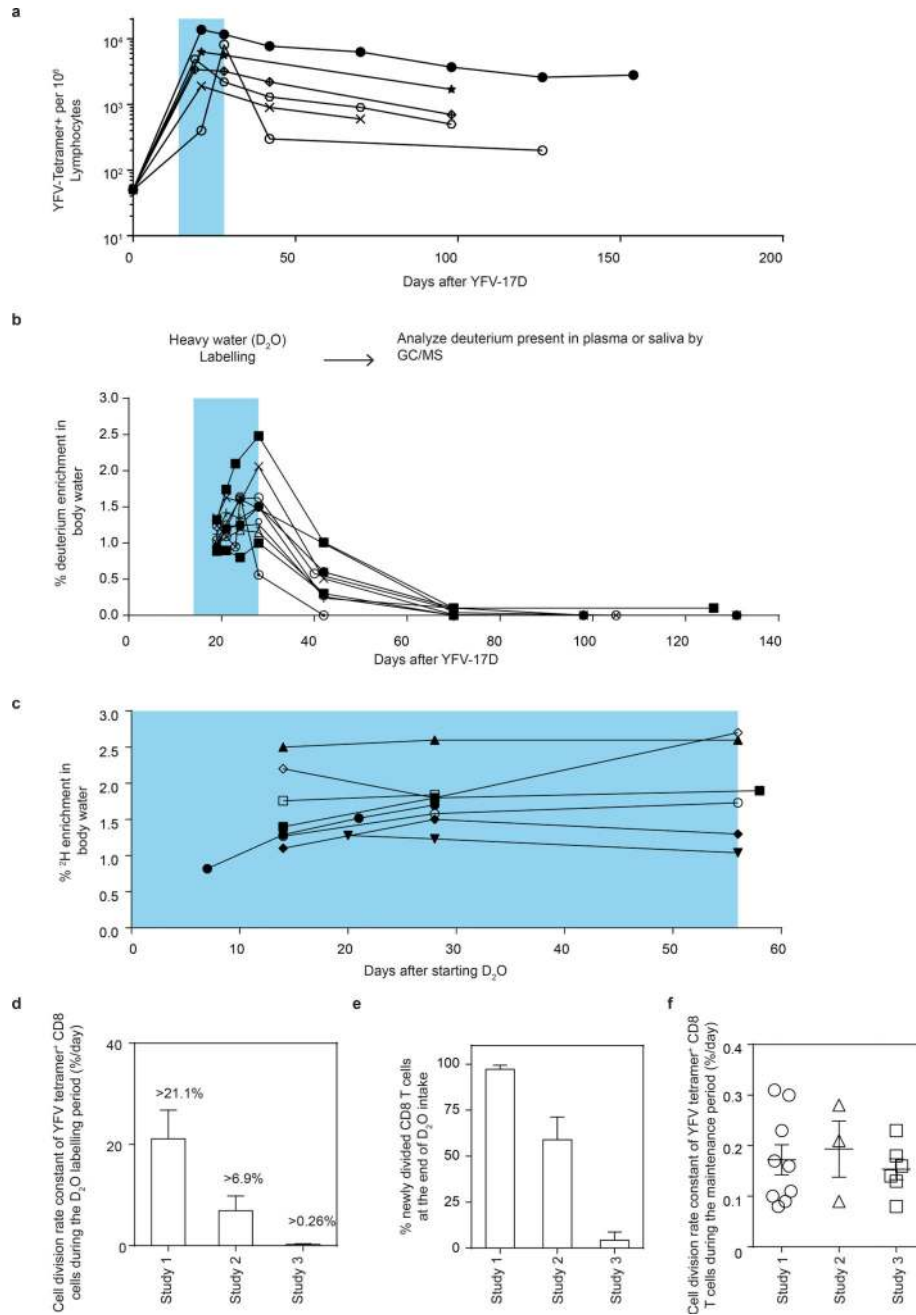 a
YFV-Tetramer+ per 10⁶
Lymphocytes
10⁴
10³
10²
10¹
0
50
100
150
200
Days after YFV-17D
b
Heavy water (D₂O)
Labelling
Analyze deuterium present in plasma or saliva by
GC/MS
% deuterium enrichment in
body water
3.0
2.5
2.0
1.5
1.0
0.5
0.0
0
20
40
60
80
100
120
140
Days after YFV-17D
c
% ²H enrichment in
body water
3.0
2.5
2.0
1.5
1.0
0.5
0.0
0
10
20
30
40
50
60
Days after starting D₂O
d
Cell division rate constant of YFV tetramer⁺ CD8
cells during the D₂O labelling period (%/day)
40
20
0
>21.1%
>6.9%
>0.26%
Study 1
Study 2
Study 3
e
% newly divided CD8 T cells
at the end of D₂O intake
100
75
50
25
0
Study 1
Study 2
Study 3
f
Cell division rate constant of YFV tetramer⁺ CD8
T cells during the maintenance period (%/day)
0.4
0.3
0.2
0.1
0
Study 1
Study 2
Study 3